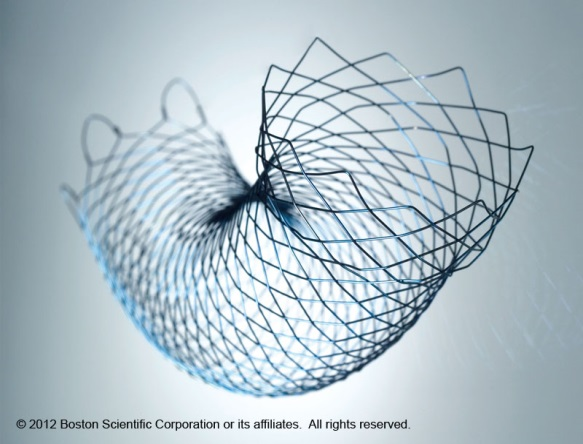 © 2012 Boston Scientific Corporation or its affiliates.  All rights reserved.